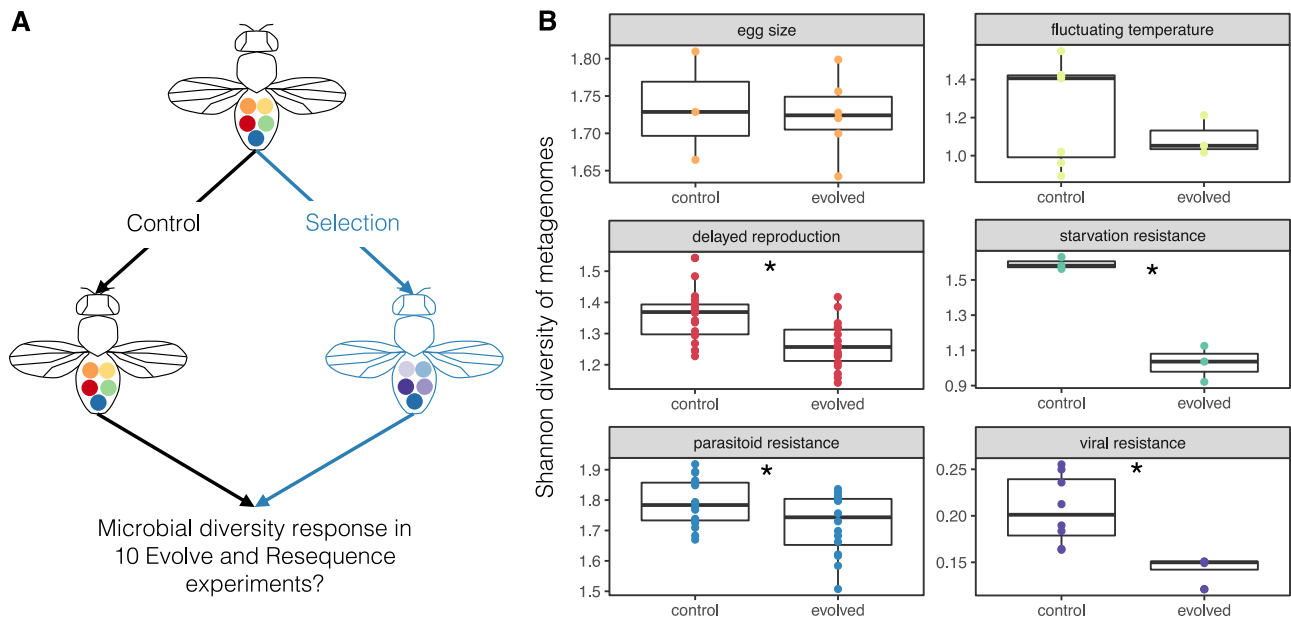 A
Control
Selection
Microbial diversity response in
10 Evolve and Resequence
experiments?
B
Shannon diversity of metagenomes
egg size
1.80
1.75
1.70
1.65
control
evolved
fluctuating temperature
1.4
1.2
1.0
control
evolved
delayed reproduction
*
1.5
1.4
1.3
1.2
control
evolved
starvation resistance
*
1.5
1.1
0.9
control
evolved
parasitoid resistance
*
1.9
1.8
1.7
1.6
1.5
control
evolved
viral resistance
*
0.25
0.20
0.15
control
evolved